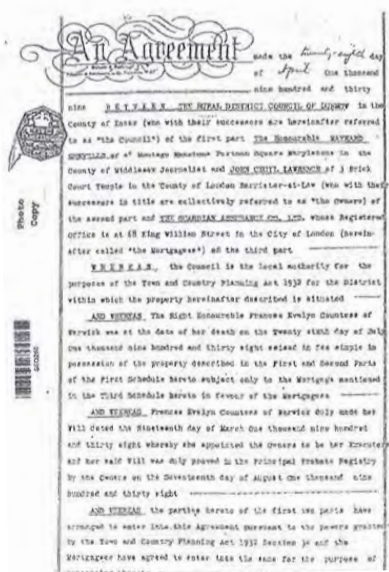 An Agreement
made the twenty eighth day
of April One thousand
nine hundred and thirty
nine BETWEEN THE RURAL DISTRICT COUNCIL OF DUNMOW in the
County of Essex (who with their successors are hereinafter referred
to as "the Council") of the first part The Honourable MAYNARD
GREVILLE of Montagu Mansions Portman Square Marylebone in the
County of Middlesex Journalist and JOHN CECIL LAWRENCE of 3 Brick
Court Temple in the County of London Barrister-at-Law (who with their
successors in title are collectively referred to as "the Owners) of
the second part and THE GUARDIAN ASSURANCE CO. LTD. whose Registered
Office is at 68 King William Street in the City of London (herein-
after called "the Mortgagees") of the third part
WHEREAS the Council is the local authority for the
purposes of the Town and Country Planning Act 1932 for the District
within which the property hereinafter described is situated
AND WHEREAS The Right Honourable Frances Evelyn Countess of
Warwick was at the date of her death on the Twenty sixth day of July
One thousand nine hundred and thirty eight seised in fee simple in
possession of the property described in the First and Second Parts
of the First Schedule hereto subject only to the Mortgage mentioned
in the Third Schedule hereto in favour of the Mortgagees
AND WHEREAS Frances Evelyn Countess of Warwick duly made her
Will dated the Nineteenth day of March One thousand nine hundred
and thirty eight whereby she appointed the Owners to be her Executors
and her said Will was duly proved in the Principal Probate Registry
by the Owners on the Seventeenth day of August One thousand nine
hundred and thirty eight
AND WHEREAS the parties hereto of the first two parts have
arranged to enter into this Agreement pursuant to the powers granted
by the Town and Country Planning Act 1932 Section 34 and the
Mortgagees have agreed to enter into the same for the purpose of
Photo
Copy